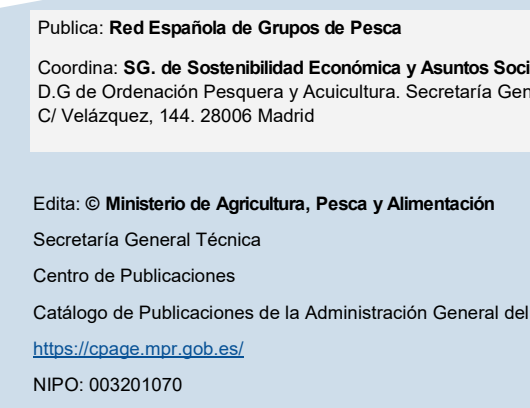 Publica: Red Española de Grupos de Pesca
Coordina: SG. de Sostenibilidad Económica y Asuntos Soci
D.G de Ordenación Pesquera y Acuicultura. Secretaría Gen
C/ Velázquez, 144. 28006 Madrid
Edita: © Ministerio de Agricultura, Pesca y Alimentación
Secretaría General Técnica
Centro de Publicaciones
Catálogo de Publicaciones de la Administración General del
https://cpage.mpr.gob.es/
NIPO: 003201070